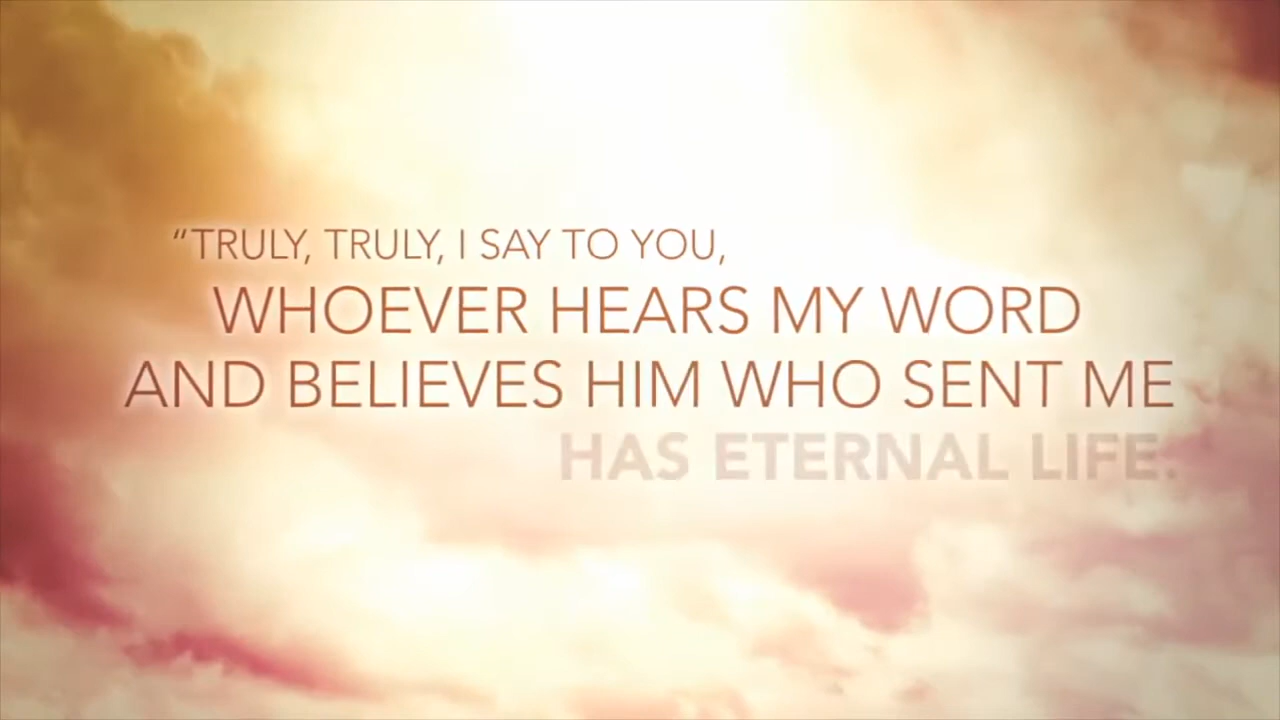 “TRULY, TRULY, I SAY TO YOU,
WHOEVER HEARS MY WORD
AND BELIEVES HIM WHO SENT ME
HAS ETERNAL LIFE.